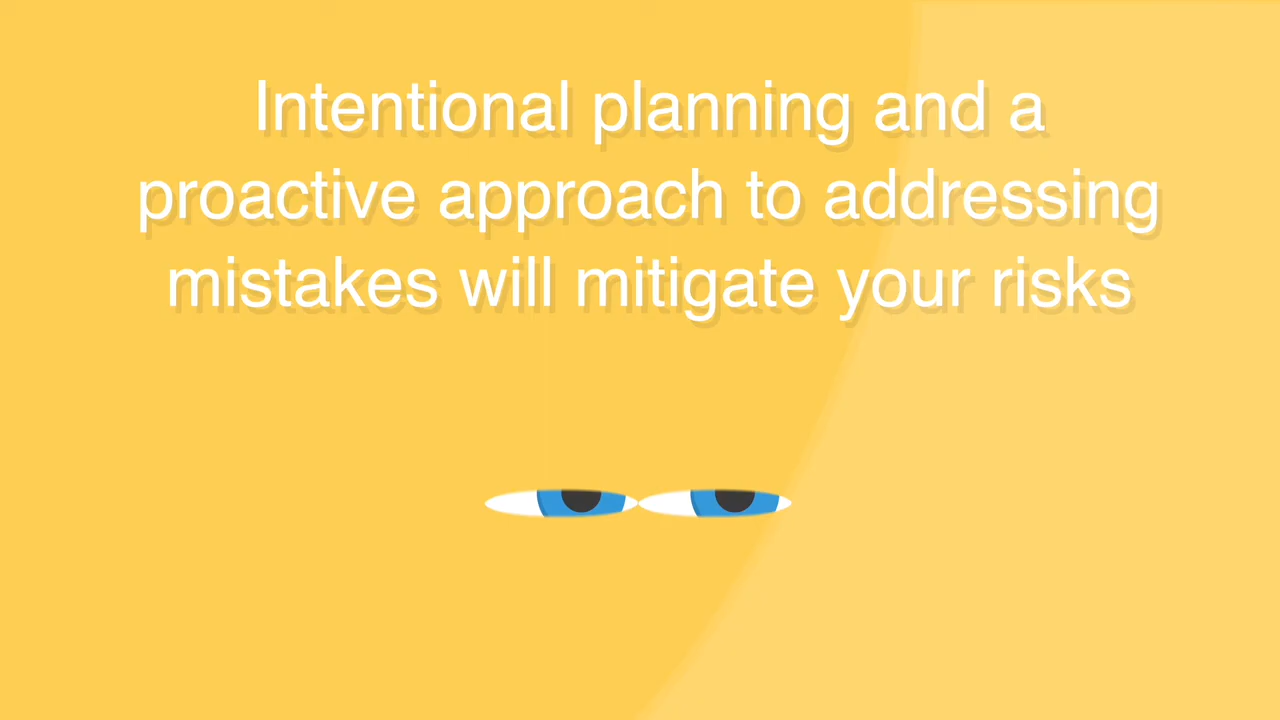 Intentional planning and a
proactive approach to addressing
mistakes will mitigate your risks